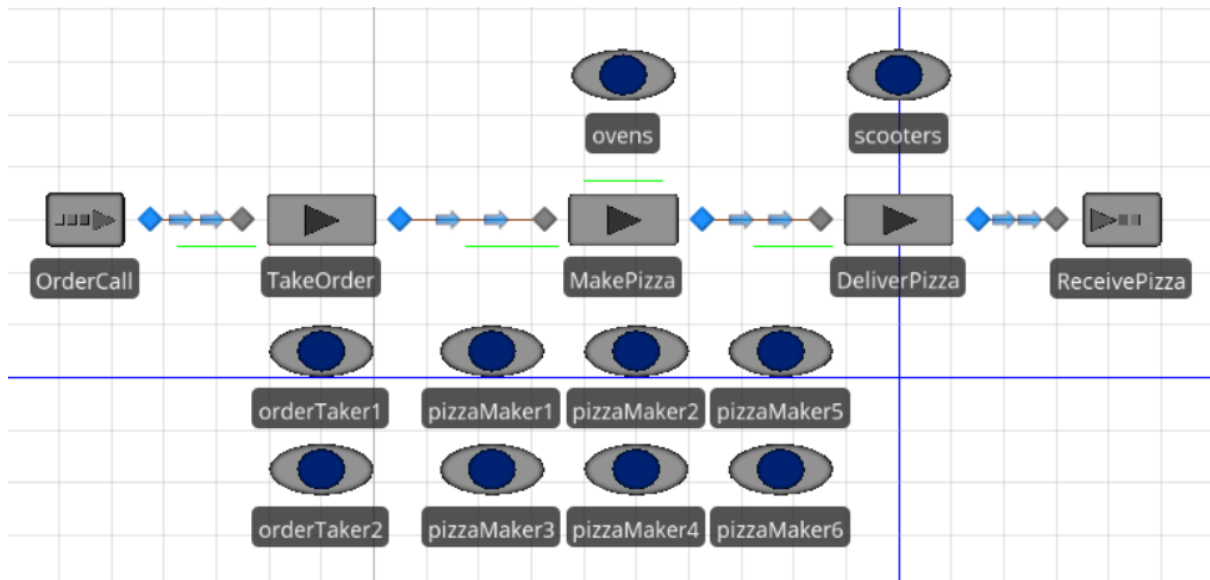 ovens
scooters
OrderCall
TakeOrder
MakePizza
DeliverPizza
ReceivePizza
orderTaker1
pizzaMaker1
pizzaMaker2
pizzaMaker5
orderTaker2
pizzaMaker3
pizzaMaker4
pizzaMaker6